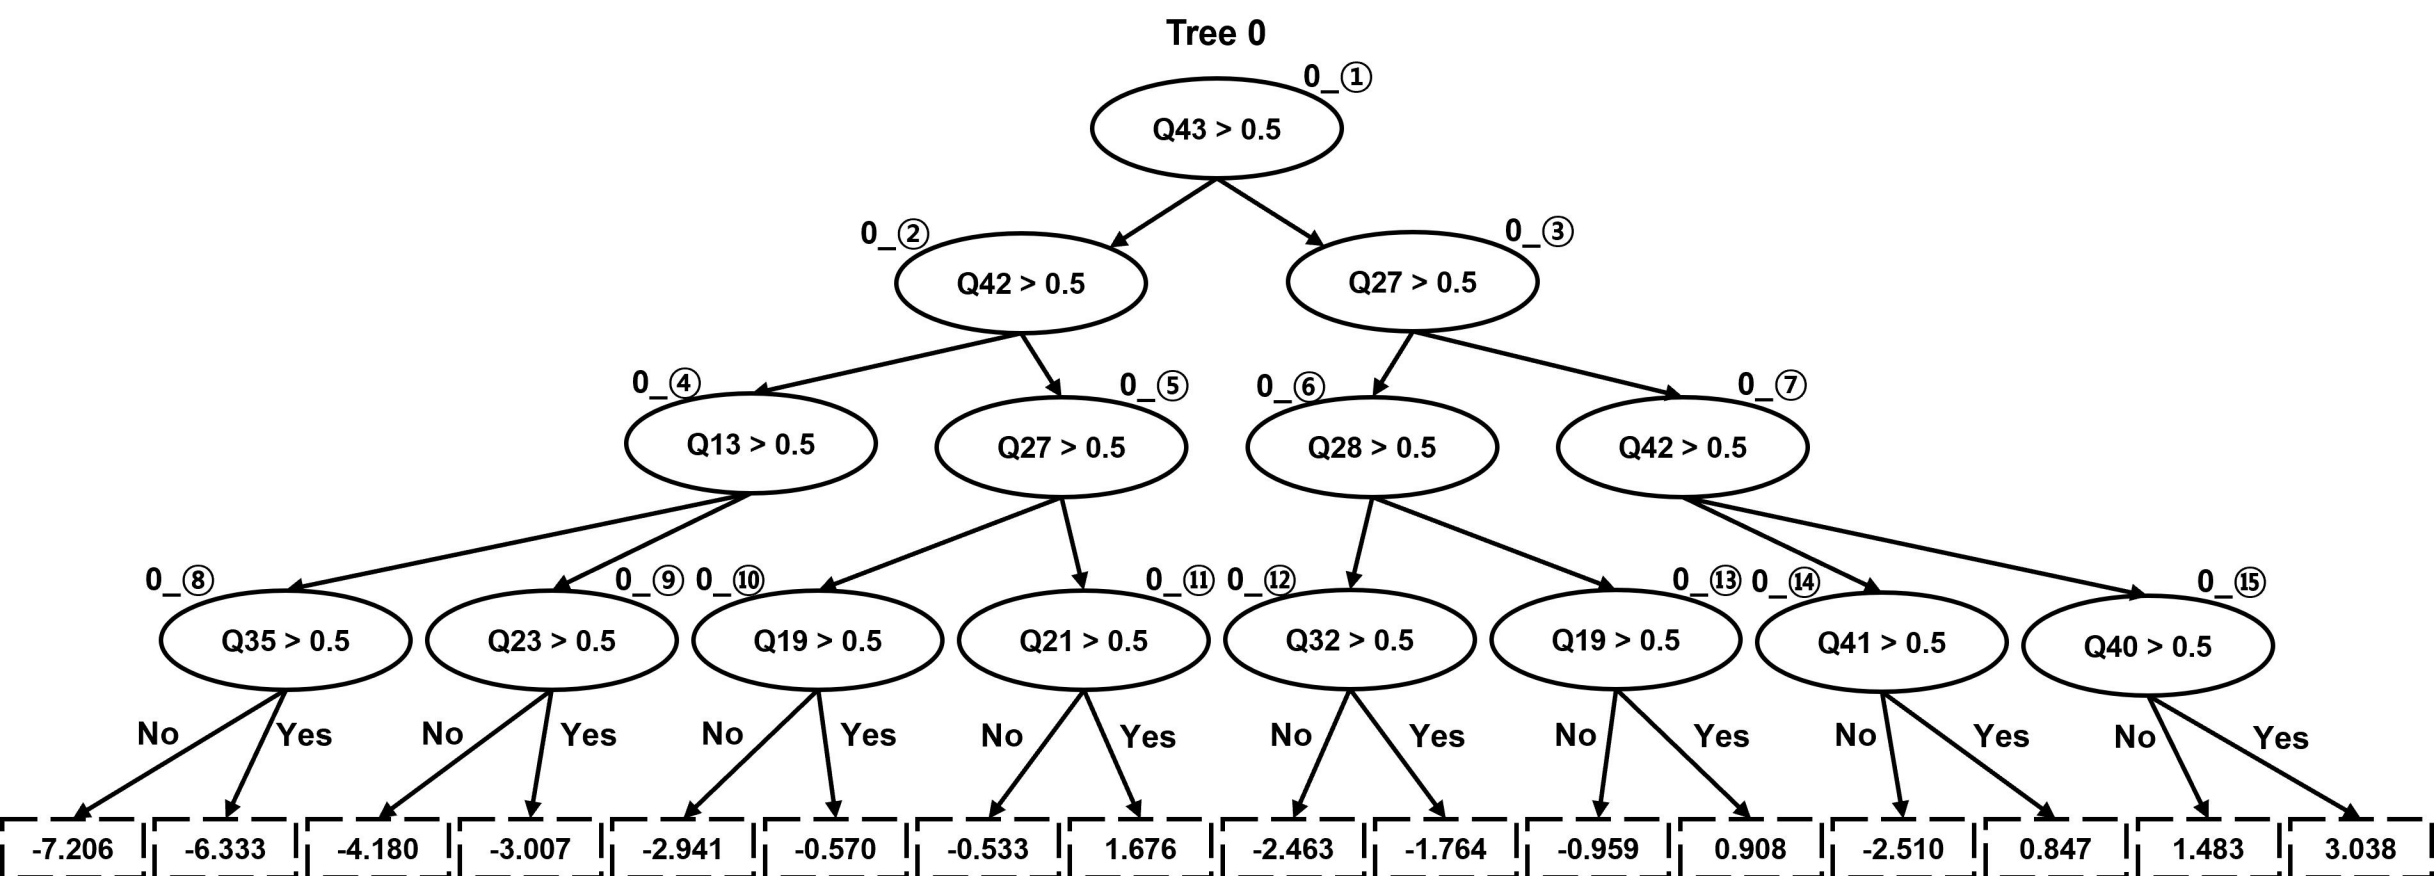 Tree 0
0_①
Q43 > 0.5
0_② 0_③
Q42 > 0.5 Q27 > 0.5
0_④ 0_⑤ 0_⑥ 0_⑦
Q13 > 0.5 Q27 > 0.5 Q28 > 0.5 Q42 > 0.5
0_⑧ 0_⑨ 0_⑩ 0_⑪ 0_⑫ 0_⑬ 0_⑭ 0_⑮
Q35 > 0.5 Q23 > 0.5 Q19 > 0.5 Q21 > 0.5 Q32 > 0.5 Q19 > 0.5 Q41 > 0.5 Q40 > 0.5
No Yes No Yes No Yes No Yes No Yes No Yes No Yes No Yes
-7.206 -6.333 -4.180 -3.007 -2.941 -0.570 -0.533 1.676 -2.463 -1.764 -0.959 0.908 -2.510 0.847 1.483 3.038